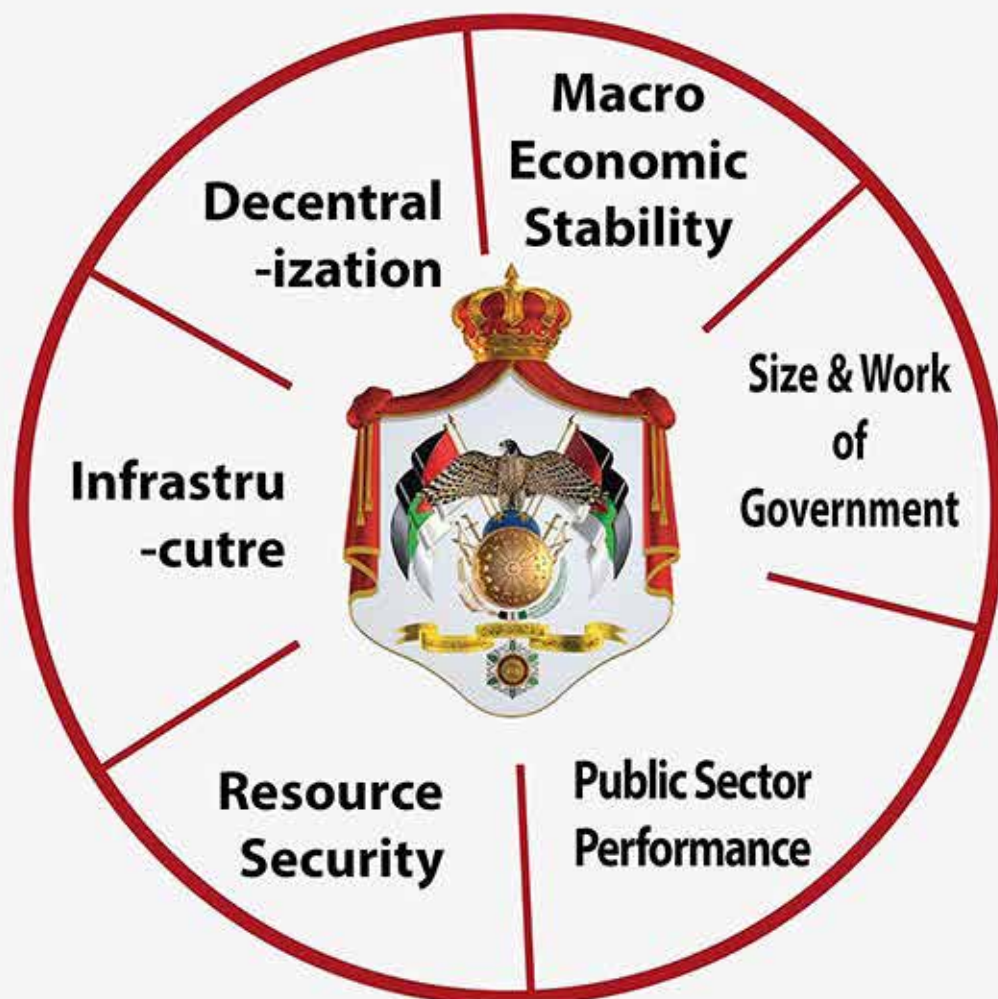 Macro
Economic
Stability
Size & Work
of
Government
Public Sector
Performance
Resource
Security
Infrastru
-cutre
Decentral
-ization